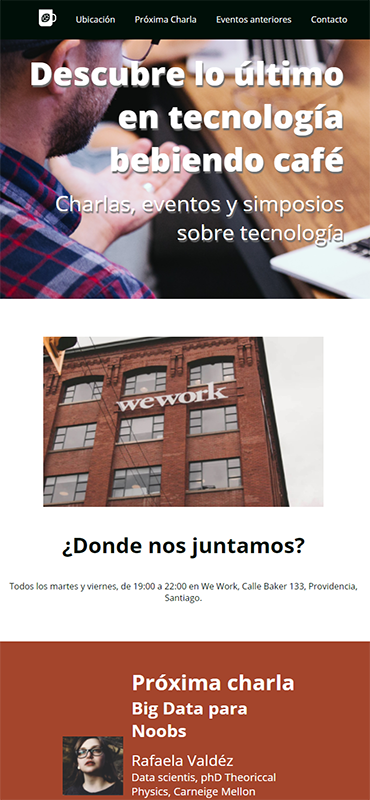 Ubicación Próxima Charla Eventos anteriores Contacto
Descubre lo último
en tecnología
bebiendo café
Charlas, eventos y simposios
sobre tecnología
wework
¿Donde nos juntamos?
Todos los martes y viernes, de 19:00 a 22:00 en We Work, Calle Baker 133, Providencia,
Santiago.
Próxima charla
Big Data para
Noobs
Rafaela Valdéz
Data scientis, phD Theoriccal
Physics, Carneige Mellon